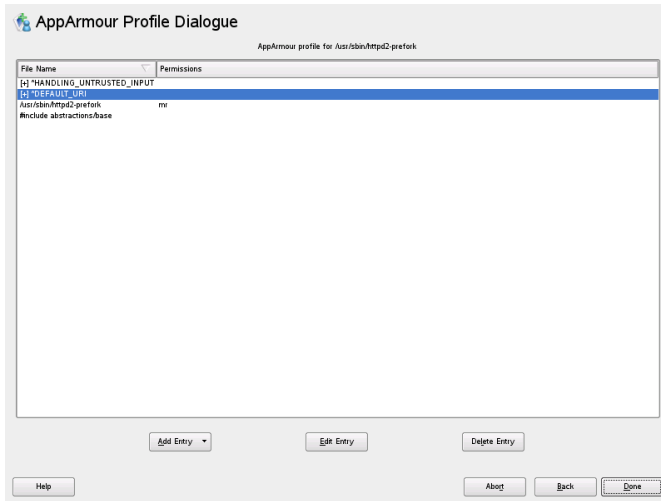 AppArmour Profile Dialogue
AppArmour profile for /usr/sbin/httpd2-prefork
File Name Permissions
[+] ^HANDLING_UNTRUSTED_INPUT
[+] ^DEFAULT_URI
/usr/sbin/httpd2-prefork mr
#include abstractions/base
Add Entry Edit Entry Delete Entry
Help Abort Back Done